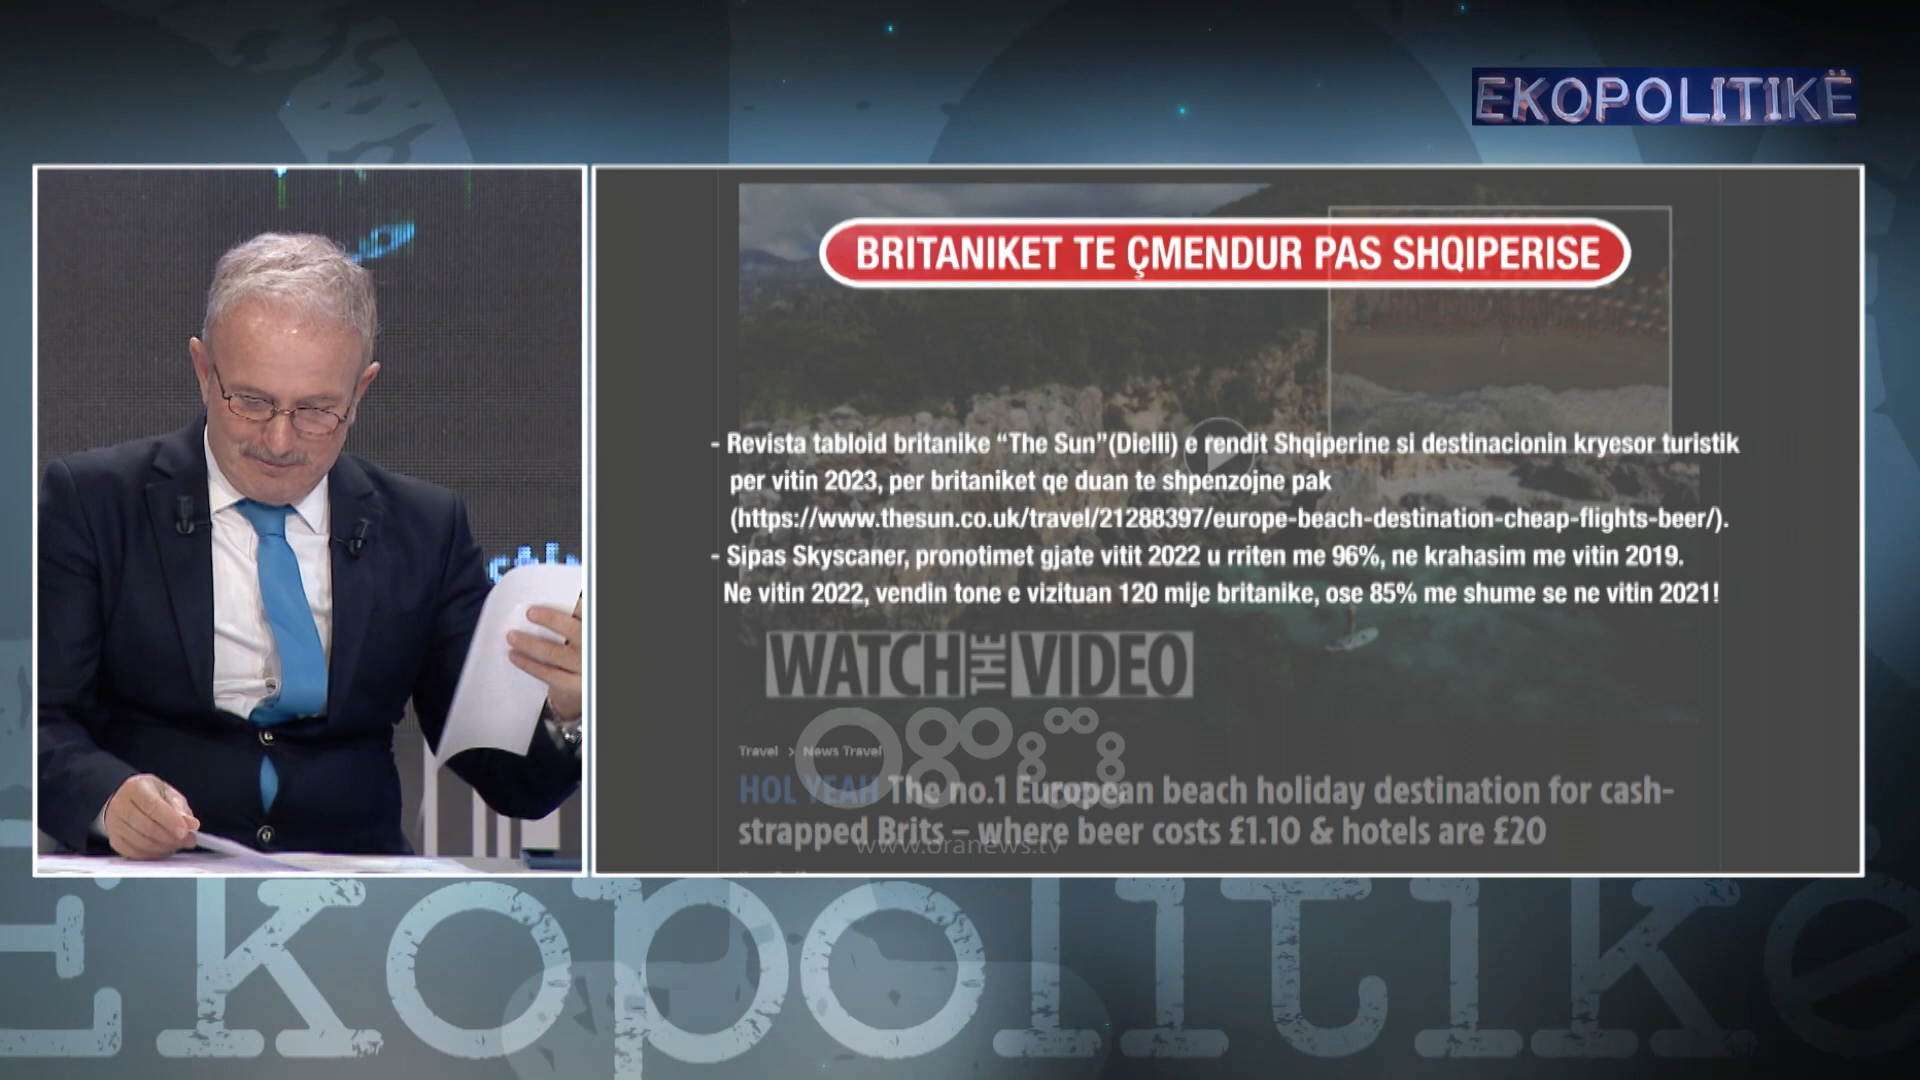 EKOPOLITIKË
BRITANIKET TE ÇMENDUR PAS SHQIPERISE
- Revista tabloid britanike “The Sun”(Dielli) e rendit Shqiperine si destinacionin kryesor turistik
per vitin 2023, per britaniket qe duan te shpenzojne pak
(https://www.thesun.co.uk/travel/21288397/europe-beach-destination-cheap-flights-beer/).
- Sipas Skyscaner, pronotimet gjate vitit 2022 u rriten me 96%, ne krahasim me vitin 2019.
Ne vitin 2022, vendin tone e vizituan 120 mije britanike, ose 85% me shume se ne vitin 2021!
WATCH THE VIDEO
Travel > News Travel
HOL YEAH The no.1 European beach holiday destination for cash-
strapped Brits – where beer costs £1.10 & hotels are £20
www.oranews.tv
Ekopolitikë